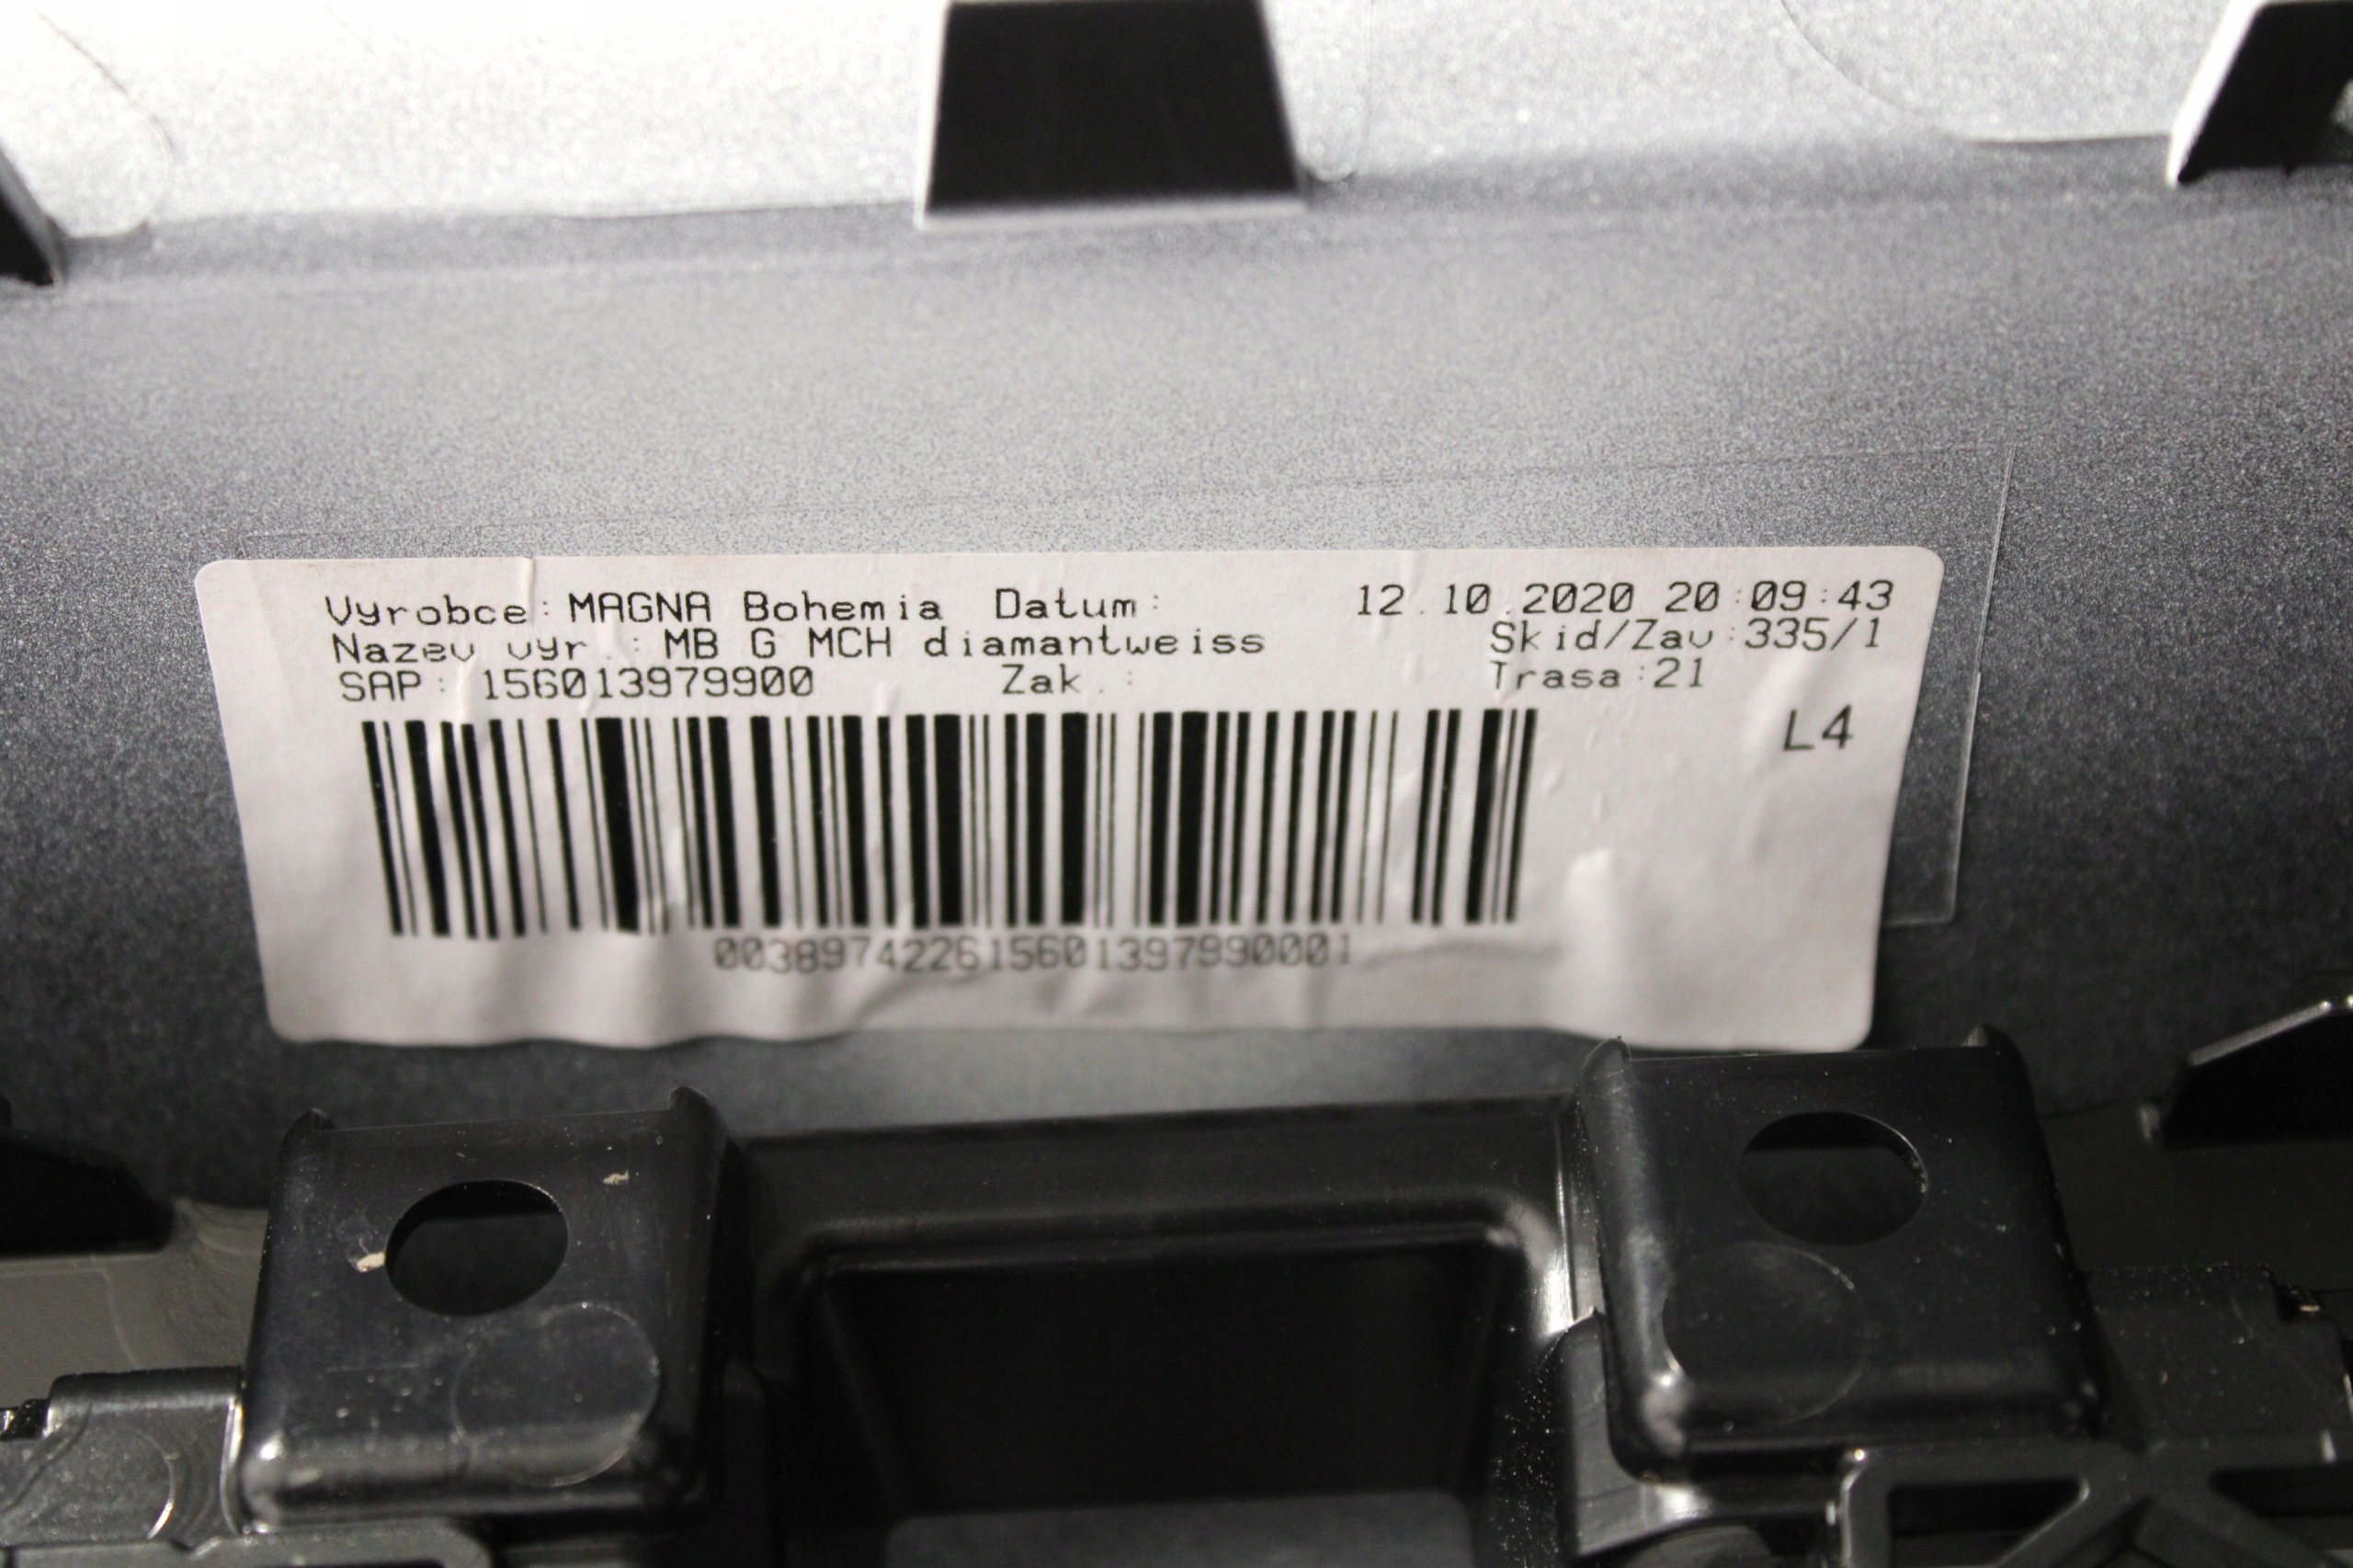 Vyrobce: MAGNA Bohemia Datum: 12.10.2020 20:09:43
Nazev vyr.: MB G MCH diamantweiss Skid/Zav:335/1
SAP: 156013979900 Zak.: Trasa:21
L4
003897422615601397990001